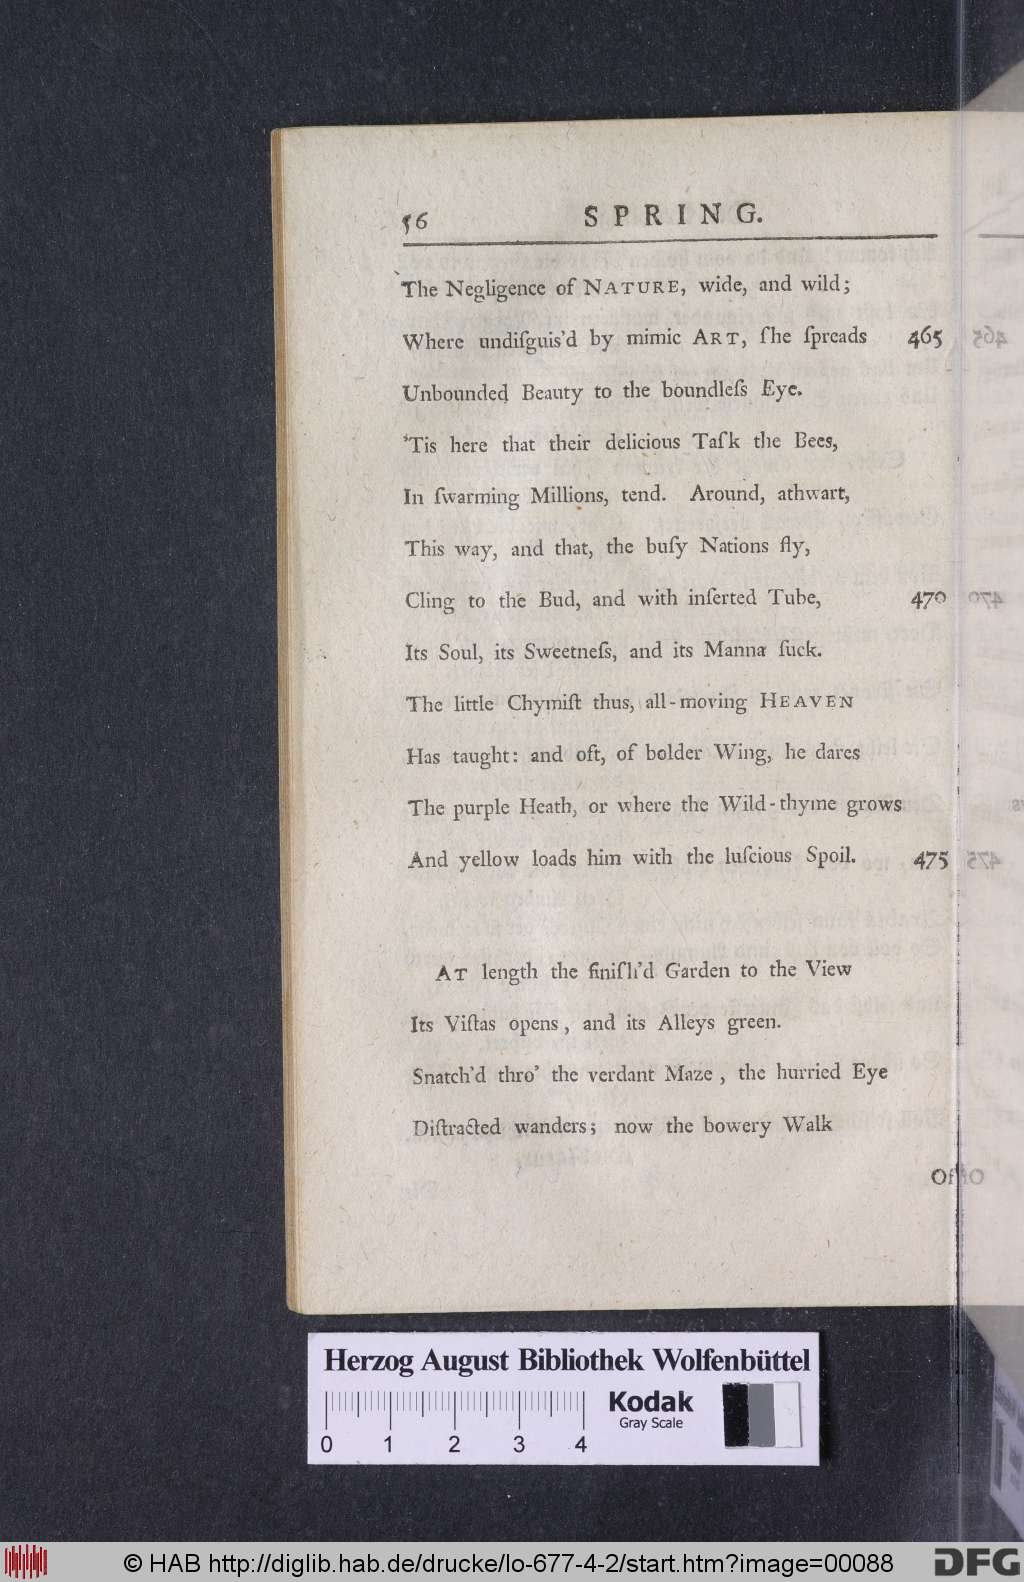 56 SPRING.
The Negligence of NATURE, wide, and wild;
Where undiſguis'd by mimic ART, ſhe ſpreads 465
Unbounded Beauty to the boundleſs Eye.
'Tis here that their delicious Taſk the Bees,
In ſwarming Millions, tend. Around, athwart,
This way, and that, the buſy Nations fly,
Cling to the Bud, and with inſerted Tube, 470
Its Soul, its Sweetneſs, and its Manna ſuck.
The little Chymiſt thus, all-moving HEAVEN
Has taught: and oft, of bolder Wing, he dares
The purple Heath, or where the Wild-thyme grows
And yellow loads him with the luſcious Spoil. 475
AT length the finiſh'd Garden to the View
Its Viſtas opens, and its Alleys green.
Snatch'd thro' the verdant Maze, the hurried Eye
Diſtracted wanders; now the bowery Walk
Of
Herzog August Bibliothek Wolfenbüttel
Kodak
Gray Scale
0 1 2 3 4
© HAB http://diglib.hab.de/drucke/lo-677-4-2/start.htm?image=00088
DFG